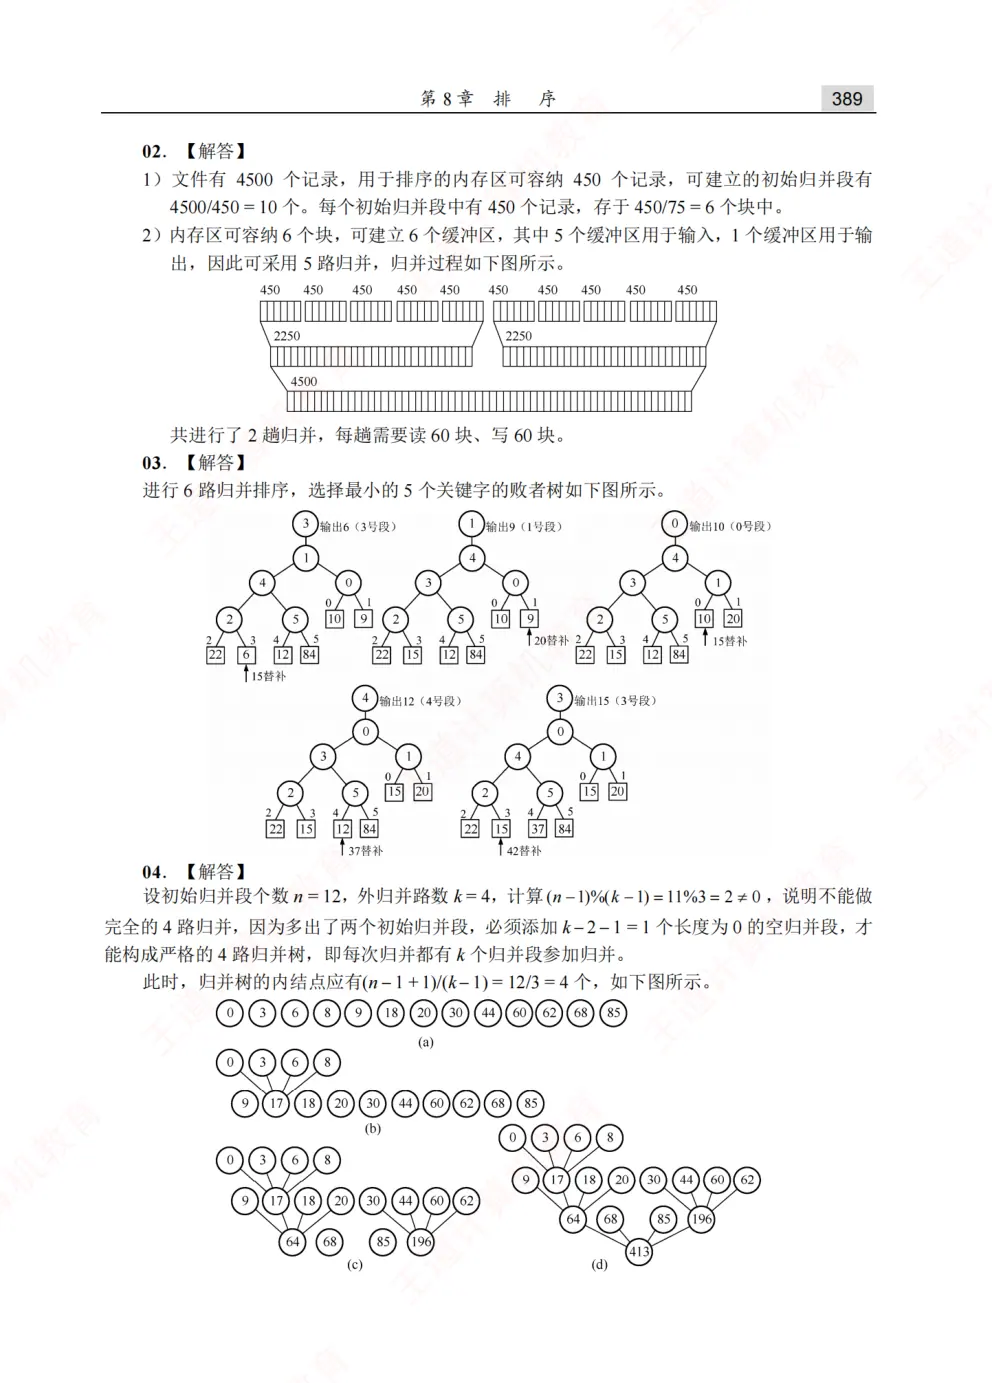 第 8 章 排 序
389
02. 【解答】
1）文件有 4500 个记录，用于排序的内存区可容纳 450 个记录，可建立的初始归并段有
4500/450 = 10 个。每个初始归并段中有 450 个记录，存于 450/75 = 6 个块中。
2）内存区可容纳 6 个块，可建立 6 个缓冲区，其中 5 个缓冲区用于输入，1 个缓冲区用于输
出，因此可采用 5 路归并，归并过程如下图所示。
450 450 450 450 450 450 450 450 450 450
2250 2250
4500
共进行了 2 趟归并，每趟需要读 60 块、写 60 块。
03. 【解答】
进行 6 路归并排序，选择最小的 5 个关键字的败者树如下图所示。
3 输出6（3号段） 1 输出9（1号段） 0 输出10（0号段）
1 4 4
4 0 3 0 3 1
0 1 0 1 0 1
2 5 10 9 2 5 10 9 2 5 10 20
2 3 4 5 2 3 4 5 20替补 2 3 4 5 15替补
22 6 12 84 22 15 12 84 22 15 12 84
15替补
4 输出12（4号段） 3 输出15（3号段）
0 0
3 1 4 1
0 1 0 1
2 5 15 20 2 5 15 20
2 3 4 5 2 3 4 5
22 15 12 84 22 15 37 84
37替补 42替补
04. 【解答】
设初始归并段个数 n = 12，外归并路数 k = 4，计算 (n − 1)%(k − 1) = 11%3 = 2 ≠ 0 ，说明不能做
完全的 4 路归并，因为多出了两个初始归并段，必须添加 k − 2 − 1 = 1 个长度为 0 的空归并段，才
能构成严格的 4 路归并树，即每次归并都有 k 个归并段参加归并。
此时，归并树的内结点应有(n − 1 + 1)/(k − 1) = 12/3 = 4 个，如下图所示。
0 3 6 8 9 18 20 30 44 60 62 68 85
(a)
0 3 6 8
9 17 18 20 30 44 60 62 68 85
(b)
0 3 6 8
9 17 18 20 30 44 60 62
64 68 85 196
(c)
0 3 6 8
9 17 18 20 30 44 60 62
64 68 85 196
413
(d)
王道计算机教育